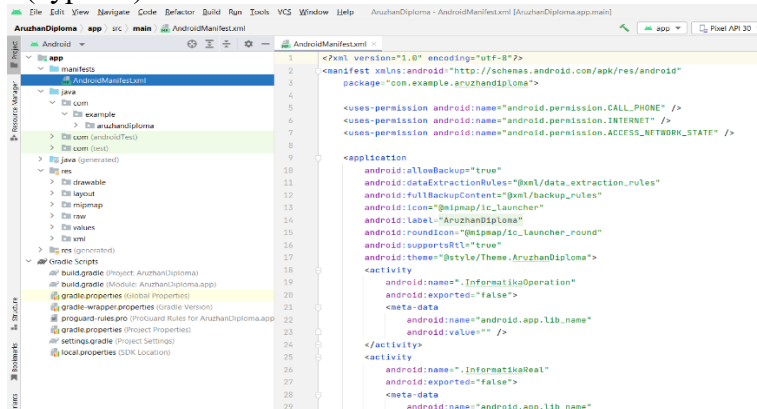 File Edit View Navigate Code Refactor Build Run Tools VCS Window Help AruzhanDiploma - AndroidManifest.xml [AruzhanDiploma.app.main]
AruzhanDiploma app src main AndroidManifest.xml app Pixel API 30
Android AndroidManifest.xml
Project
Resource Manager
Structure
Bookmarks
app
manifests
AndroidManifest.xml
java
com
example
aruzhandiploma
com (androidTest)
com (test)
java (generated)
res
drawable
layout
mipmap
raw
values
xml
res (generated)
Gradle Scripts
build.gradle (Project: AruzhanDiploma)
build.gradle (Module: AruzhanDiploma.app)
gradle.properties (Global Properties)
gradle-wrapper.properties (Gradle Version)
proguard-rules.pro (ProGuard Rules for AruzhanDiploma.app
gradle.properties (Project Properties)
settings.gradle (Project Settings)
local.properties (SDK Location)
1 <?xml version="1.0" encoding="utf-8"?>
2 <manifest xmlns:android="http://schemas.android.com/apk/res/android"
3 package="com.example.aruzhandiploma">
4
5 <uses-permission android:name="android.permission.CALL_PHONE" />
6 <uses-permission android:name="android.permission.INTERNET" />
7 <uses-permission android:name="android.permission.ACCESS_NETWORK_STATE" />
8
9 <application
10 android:allowBackup="true"
11 android:dataExtractionRules="@xml/data_extraction_rules"
12 android:fullBackupContent="@xml/backup_rules"
13 android:icon="@mipmap/ic_launcher"
14 android:label="AruzhanDiploma"
15 android:roundIcon="@mipmap/ic_launcher_round"
16 android:supportsRtl="true"
17 android:theme="@style/Theme.AruzhanDiploma">
18 <activity
19 android:name=".InformatikaOperation"
20 android:exported="false">
21 <meta-data
22 android:name="android.app.lib_name"
23 android:value="" />
24 </activity>
25 <activity
26 android:name=".InformatikaReal"
27 android:exported="false">
28 <meta-data
29 android:name="android.app.lib_name"